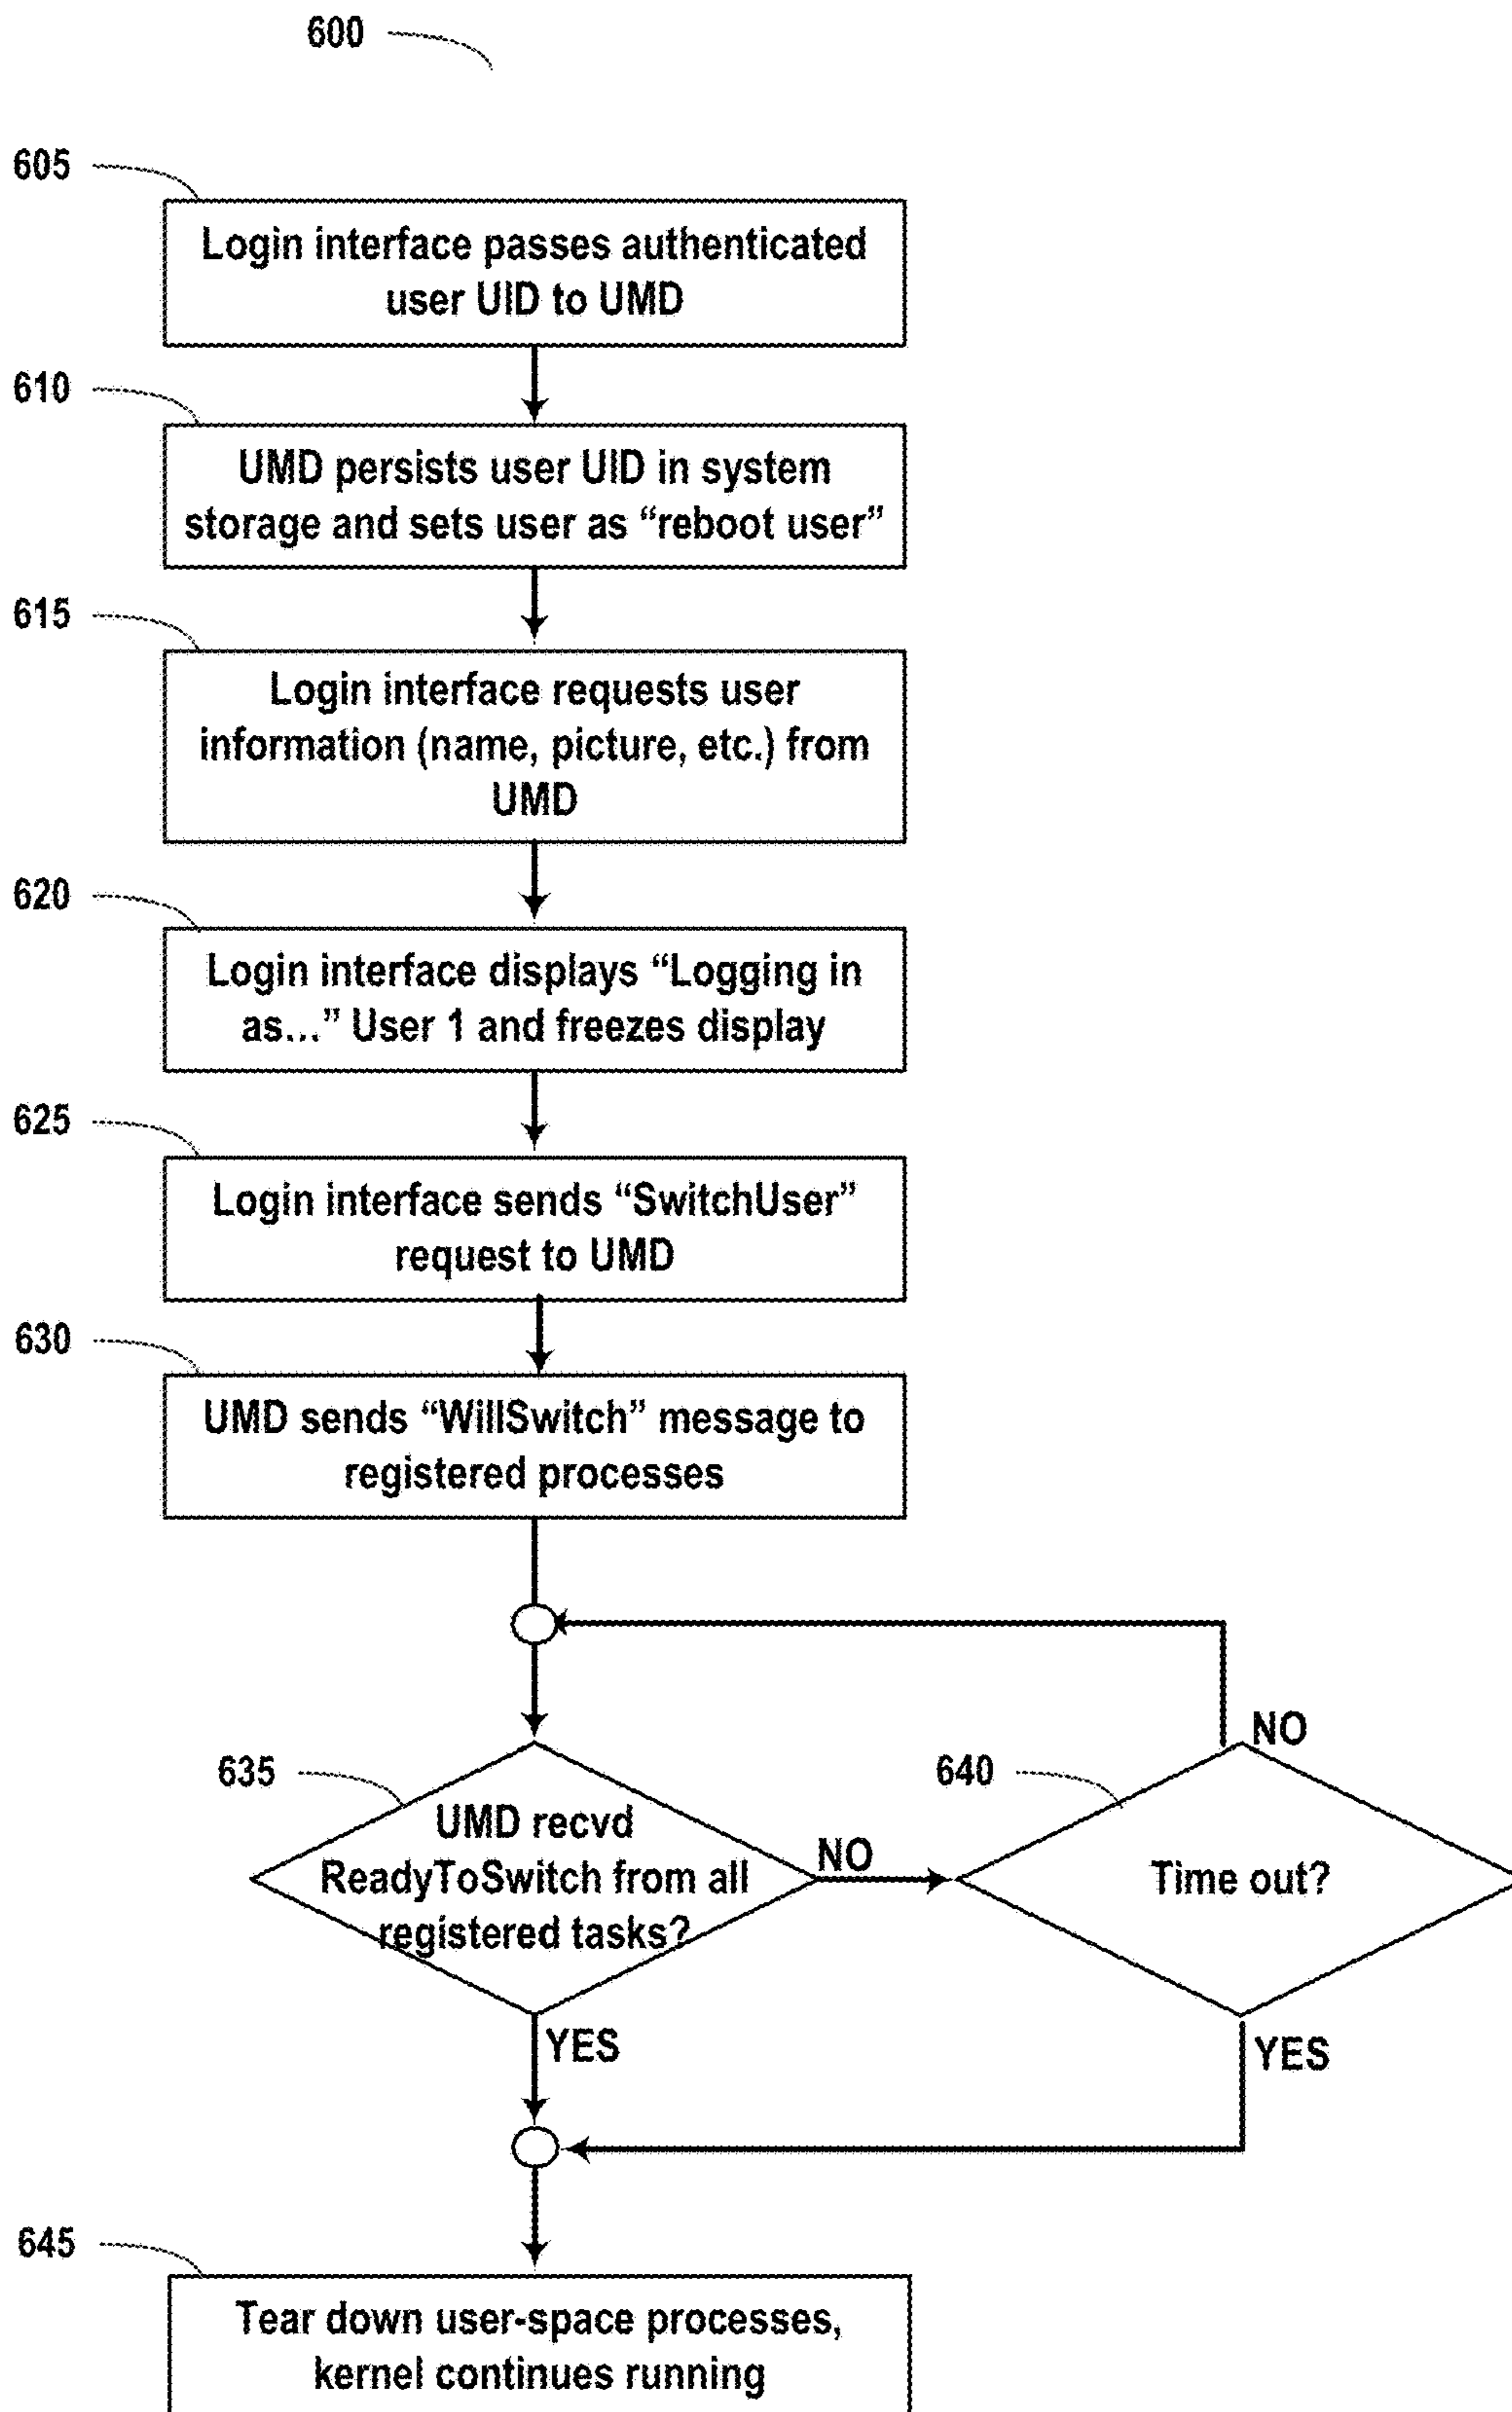 600
605
Login interface passes authenticated
user UID to UMD
610
UMD persists user UID in system
storage and sets user as “reboot user”
615
Login interface requests user
information (name, picture, etc.) from
UMD
620
Login interface displays “Logging in
as...” User 1 and freezes display
625
Login interface sends “SwitchUser”
request to UMD
630
UMD sends “WillSwitch” message to
registered processes
635
UMD recvd
ReadyToSwitch from all
registered tasks?
NO
640
Time out?
NO
YES
YES
645
Tear down user-space processes,
kernel continues running